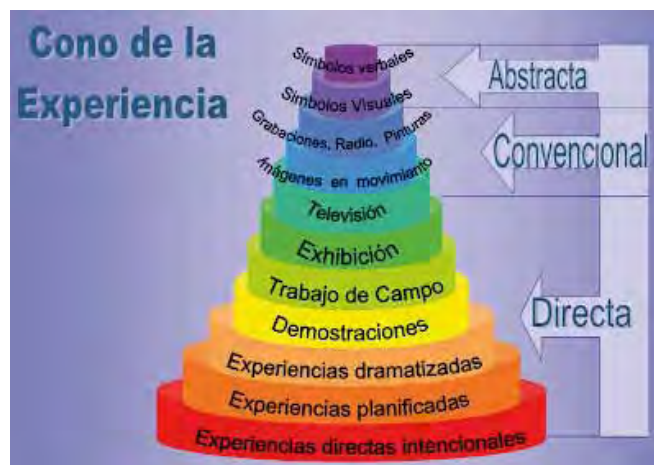 Cono de la
Experiencia
Símbolos verbales
Símbolos Visuales
Grabaciones, Radio, Pinturas
Imágenes en movimiento
Televisión
Exhibición
Trabajo de Campo
Demostraciones
Experiencias dramatizadas
Experiencias planificadas
Experiencias directas intencionales
Abstracta
Convencional
Directa